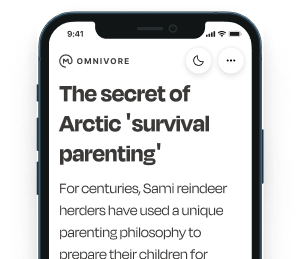 9:41
OMNIVORE
The secret of
Arctic 'survival
parenting'
For centuries, Sami reindeer
herders have used a unique
parenting philosophy to
prepare their children for